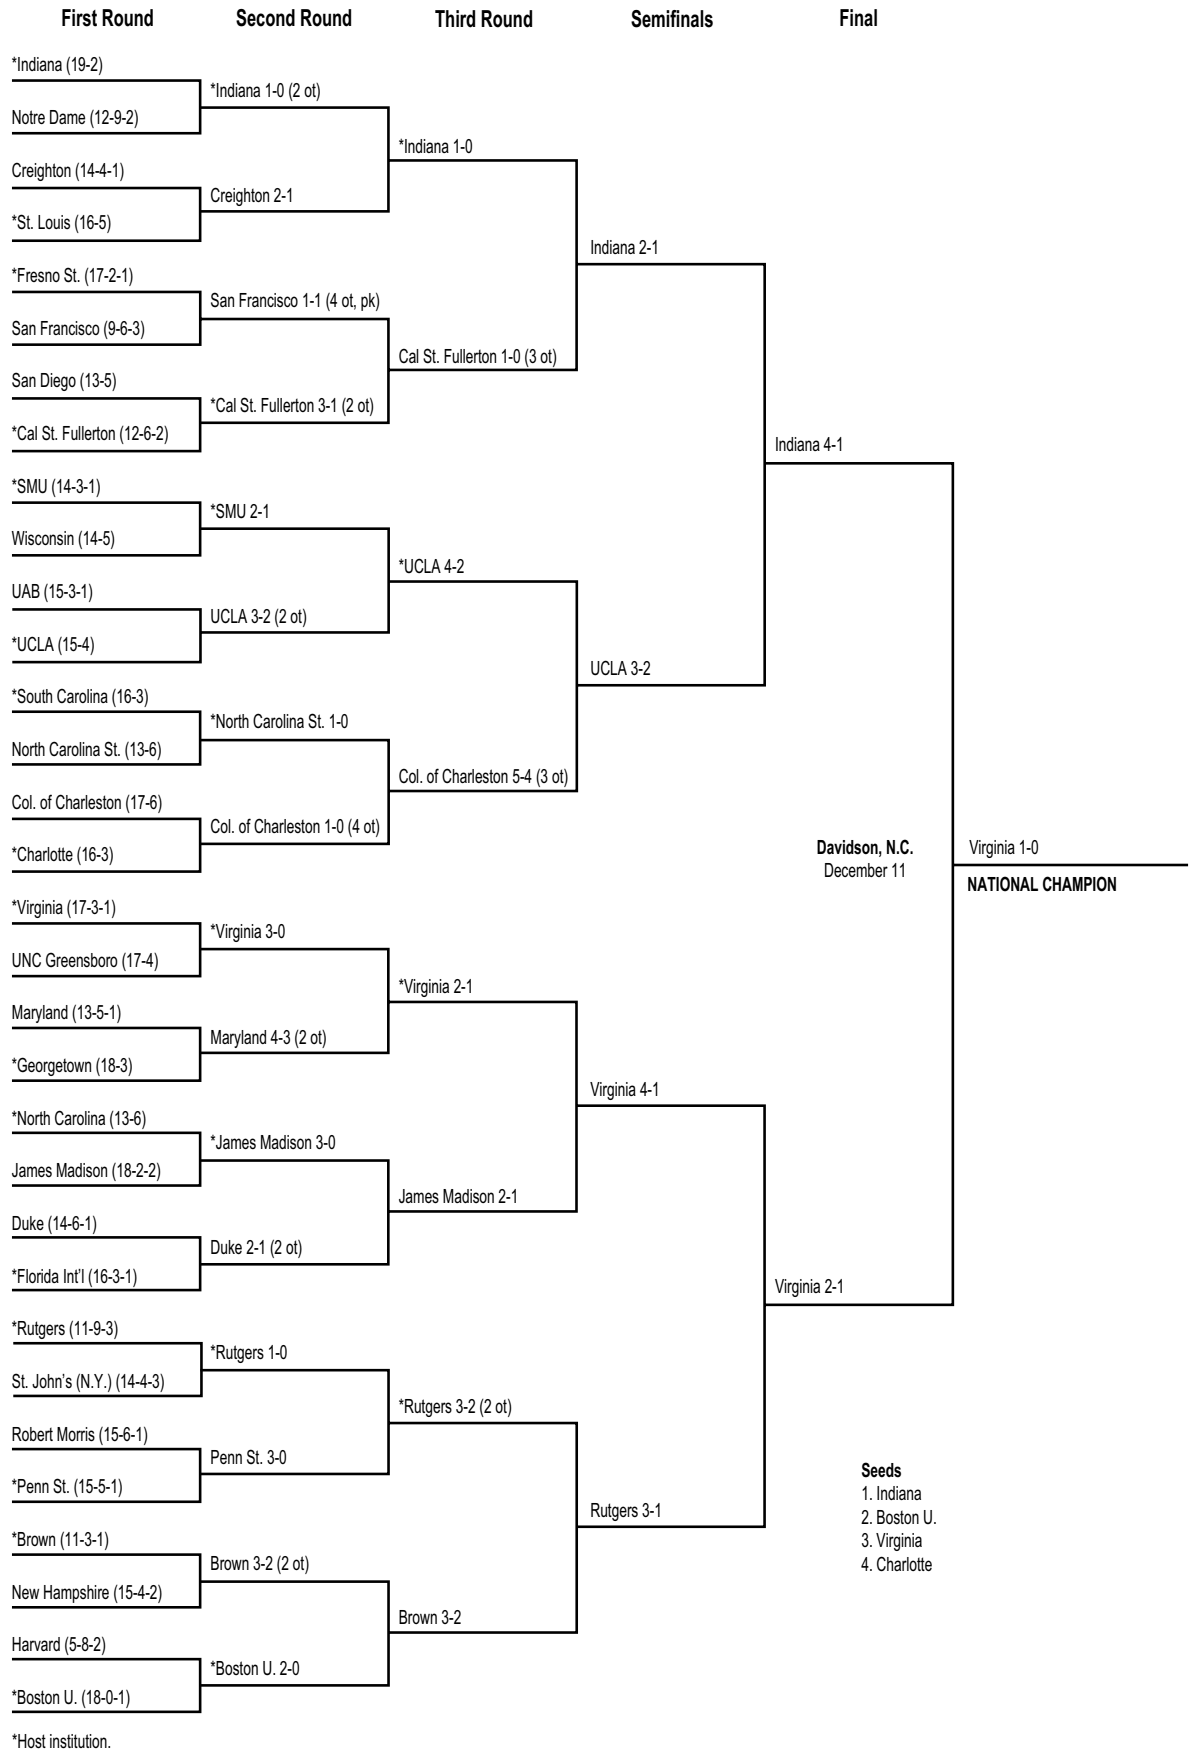 First Round
Second Round
Third Round
Semifinals
Final
*Indiana (19-2)
Notre Dame (12-9-2)
Creighton (14-4-1)
*St. Louis (16-5)
*Fresno St. (17-2-1)
San Francisco (9-6-3)
San Diego (13-5)
*Cal St. Fullerton (12-6-2)
*SMU (14-3-1)
Wisconsin (14-5)
UAB (15-3-1)
*UCLA (15-4)
*South Carolina (16-3)
North Carolina St. (13-6)
Col. of Charleston (17-6)
*Charlotte (16-3)
*Virginia (17-3-1)
UNC Greensboro (17-4)
Maryland (13-5-1)
*Georgetown (18-3)
*North Carolina (13-6)
James Madison (18-2-2)
Duke (14-6-1)
*Florida Int'l (16-3-1)
*Rutgers (11-9-3)
St. John's (N.Y.) (14-4-3)
Robert Morris (15-6-1)
*Penn St. (15-5-1)
*Brown (11-3-1)
New Hampshire (15-4-2)
Harvard (5-8-2)
*Boston U. (18-0-1)
*Indiana 1-0 (2 ot)
Creighton 2-1
San Francisco 1-1 (4 ot, pk)
*Cal St. Fullerton 3-1 (2 ot)
*SMU 2-1
UCLA 3-2 (2 ot)
*North Carolina St. 1-0
Col. of Charleston 1-0 (4 ot)
*Virginia 3-0
Maryland 4-3 (2 ot)
*James Madison 3-0
Duke 2-1 (2 ot)
*Rutgers 1-0
Penn St. 3-0
Brown 3-2 (2 ot)
*Boston U. 2-0
*Indiana 1-0
Cal St. Fullerton 1-0 (3 ot)
*UCLA 4-2
Col. of Charleston 5-4 (3 ot)
*Virginia 2-1
James Madison 2-1
*Rutgers 3-2 (2 ot)
Brown 3-2
Indiana 2-1
UCLA 3-2
Virginia 4-1
Rutgers 3-1
Indiana 4-1
Virginia 2-1
Davidson, N.C.
December 11
Virginia 1-0
NATIONAL CHAMPION
Seeds
1. Indiana
2. Boston U.
3. Virginia
4. Charlotte
*Host institution.